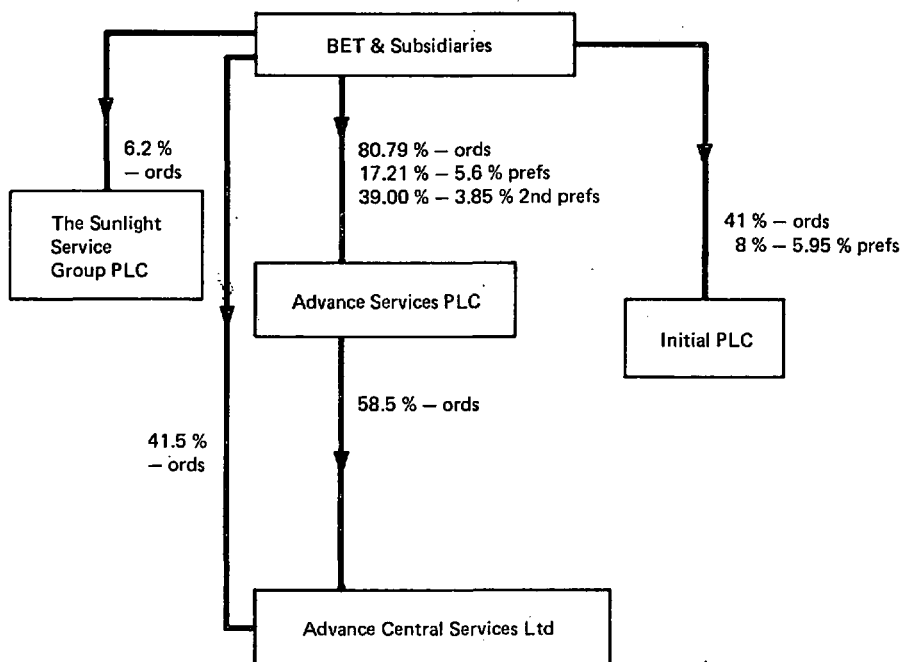 BET & Subsidiaries
6.2 %
– ords
80.79 % – ords
17.21 % – 5.6 % prefs
39.00 % – 3.85 % 2nd prefs
41 % – ords
8 % – 5.95 % prefs
The Sunlight
Service
Group PLC
Advance Services PLC
Initial PLC
58.5 % – ords
41.5 %
– ords
Advance Central Services Ltd